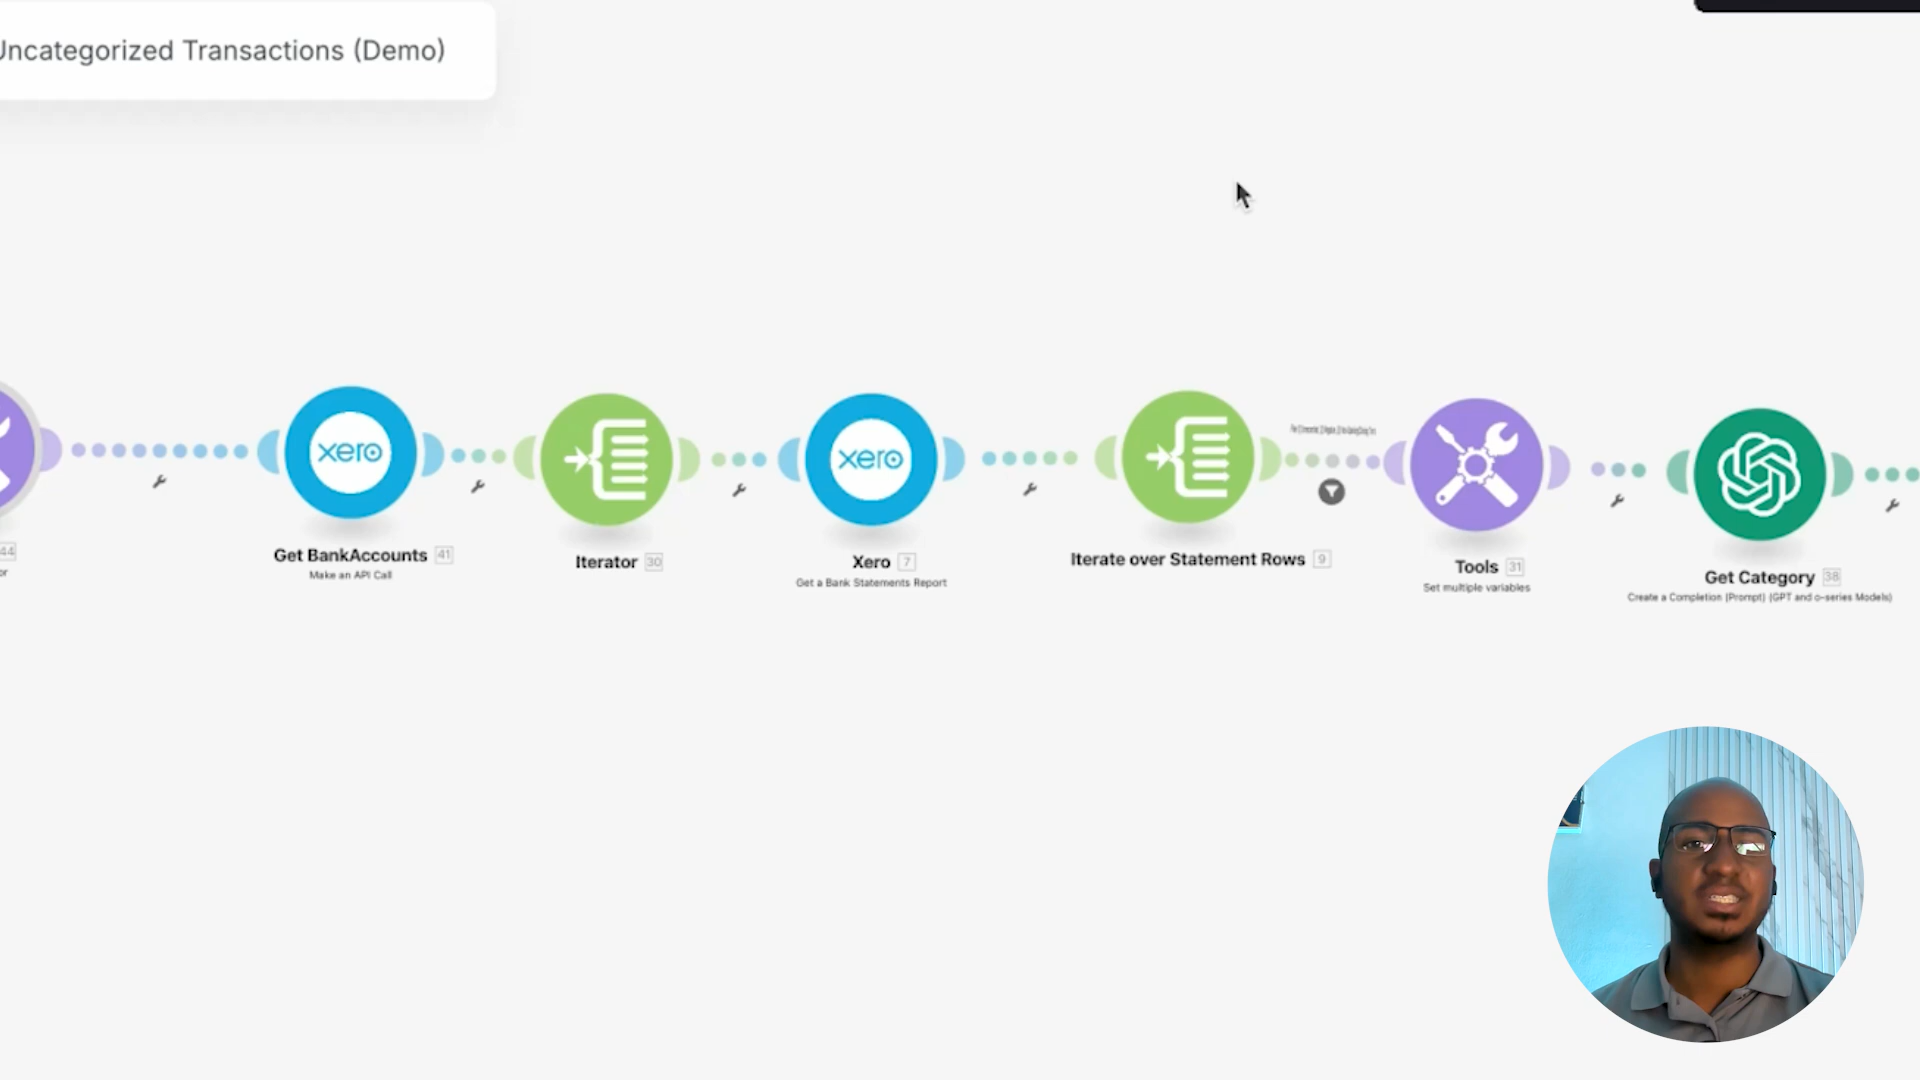 Uncategorized Transactions (Demo)
xero
xero
44
or
Get BankAccounts 41
Make an API Call
Iterator 30
Xero 7
Get a Bank Statements Report
Iterate over Statement Rows 9
Tools 31
Set multiple variables
Get Category 38
Create a Completion (Prompt) (GPT and o-series Models)